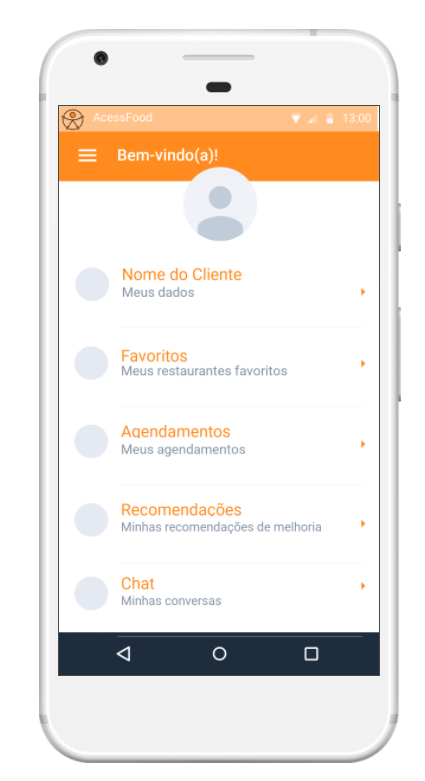 AcessFood 13:00
Bem-vindo(a)!
Nome do Cliente
Meus dados
Favoritos
Meus restaurantes favoritos
Agendamentos
Meus agendamentos
Recomendações
Minhas recomendações de melhoria
Chat
Minhas conversas